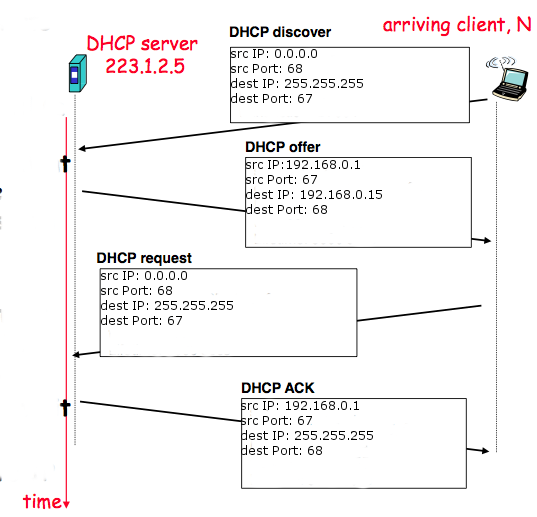 DHCP discover
arriving client, N
DHCP server
223.1.2.5
src IP: 0.0.0.0
src Port: 68
dest IP: 255.255.255
dest Port: 67
DHCP offer
src IP:192.168.0.1
src Port: 67
dest IP: 192.168.0.15
dest Port: 68
DHCP request
src IP: 0.0.0.0
src Port: 68
dest IP: 255.255.255
dest Port: 67
DHCP ACK
src IP: 192.168.0.1
src Port: 67
dest IP: 255.255.255
dest Port: 68
time